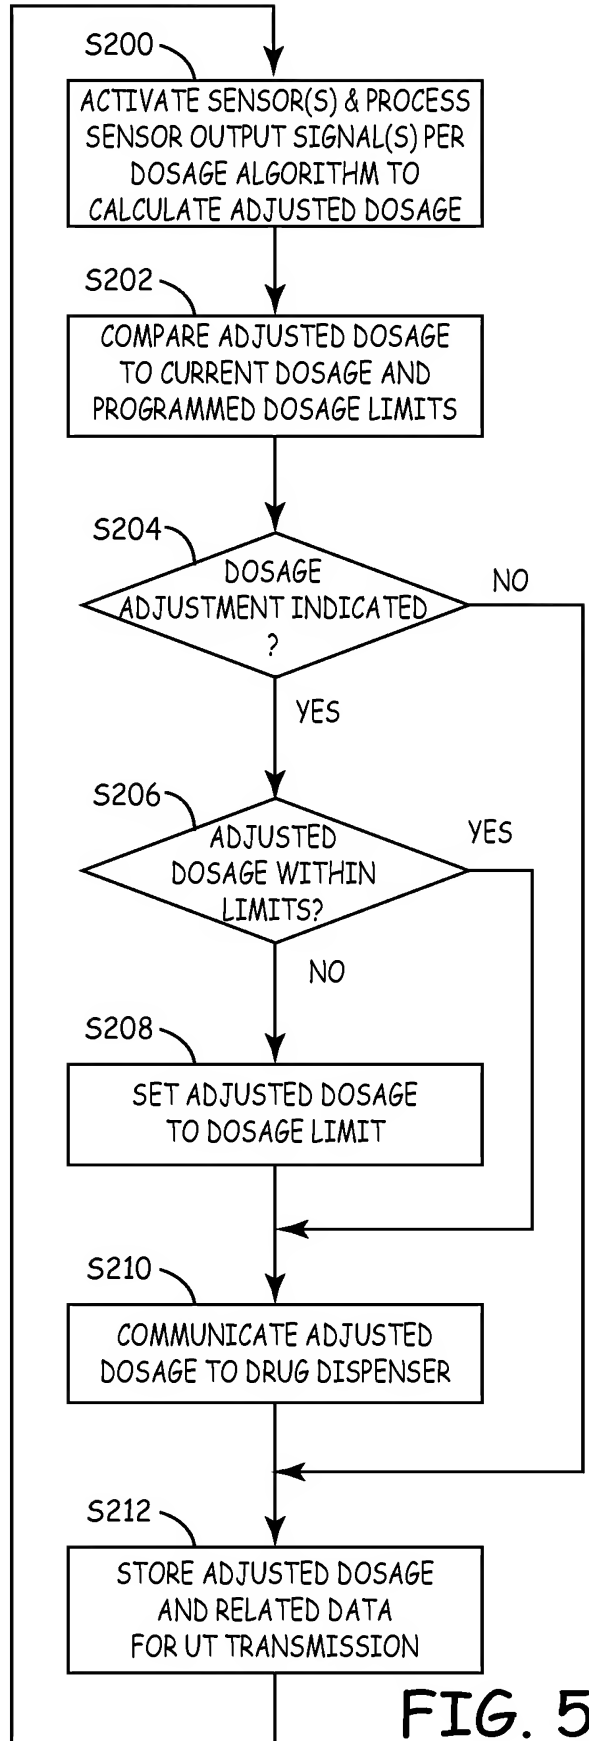 S200
ACTIVATE SENSOR(S) & PROCESS
SENSOR OUTPUT SIGNAL(S) PER
DOSAGE ALGORITHM TO
CALCULATE ADJUSTED DOSAGE
S202
COMPARE ADJUSTED DOSAGE
TO CURRENT DOSAGE AND
PROGRAMMED DOSAGE LIMITS
S204
DOSAGE
ADJUSTMENT INDICATED
?
NO
YES
S206
ADJUSTED
DOSAGE WITHIN
LIMITS?
YES
NO
S208
SET ADJUSTED DOSAGE
TO DOSAGE LIMIT
S210
COMMUNICATE ADJUSTED
DOSAGE TO DRUG DISPENSER
S212
STORE ADJUSTED DOSAGE
AND RELATED DATA
FOR UT TRANSMISSION
FIG. 5